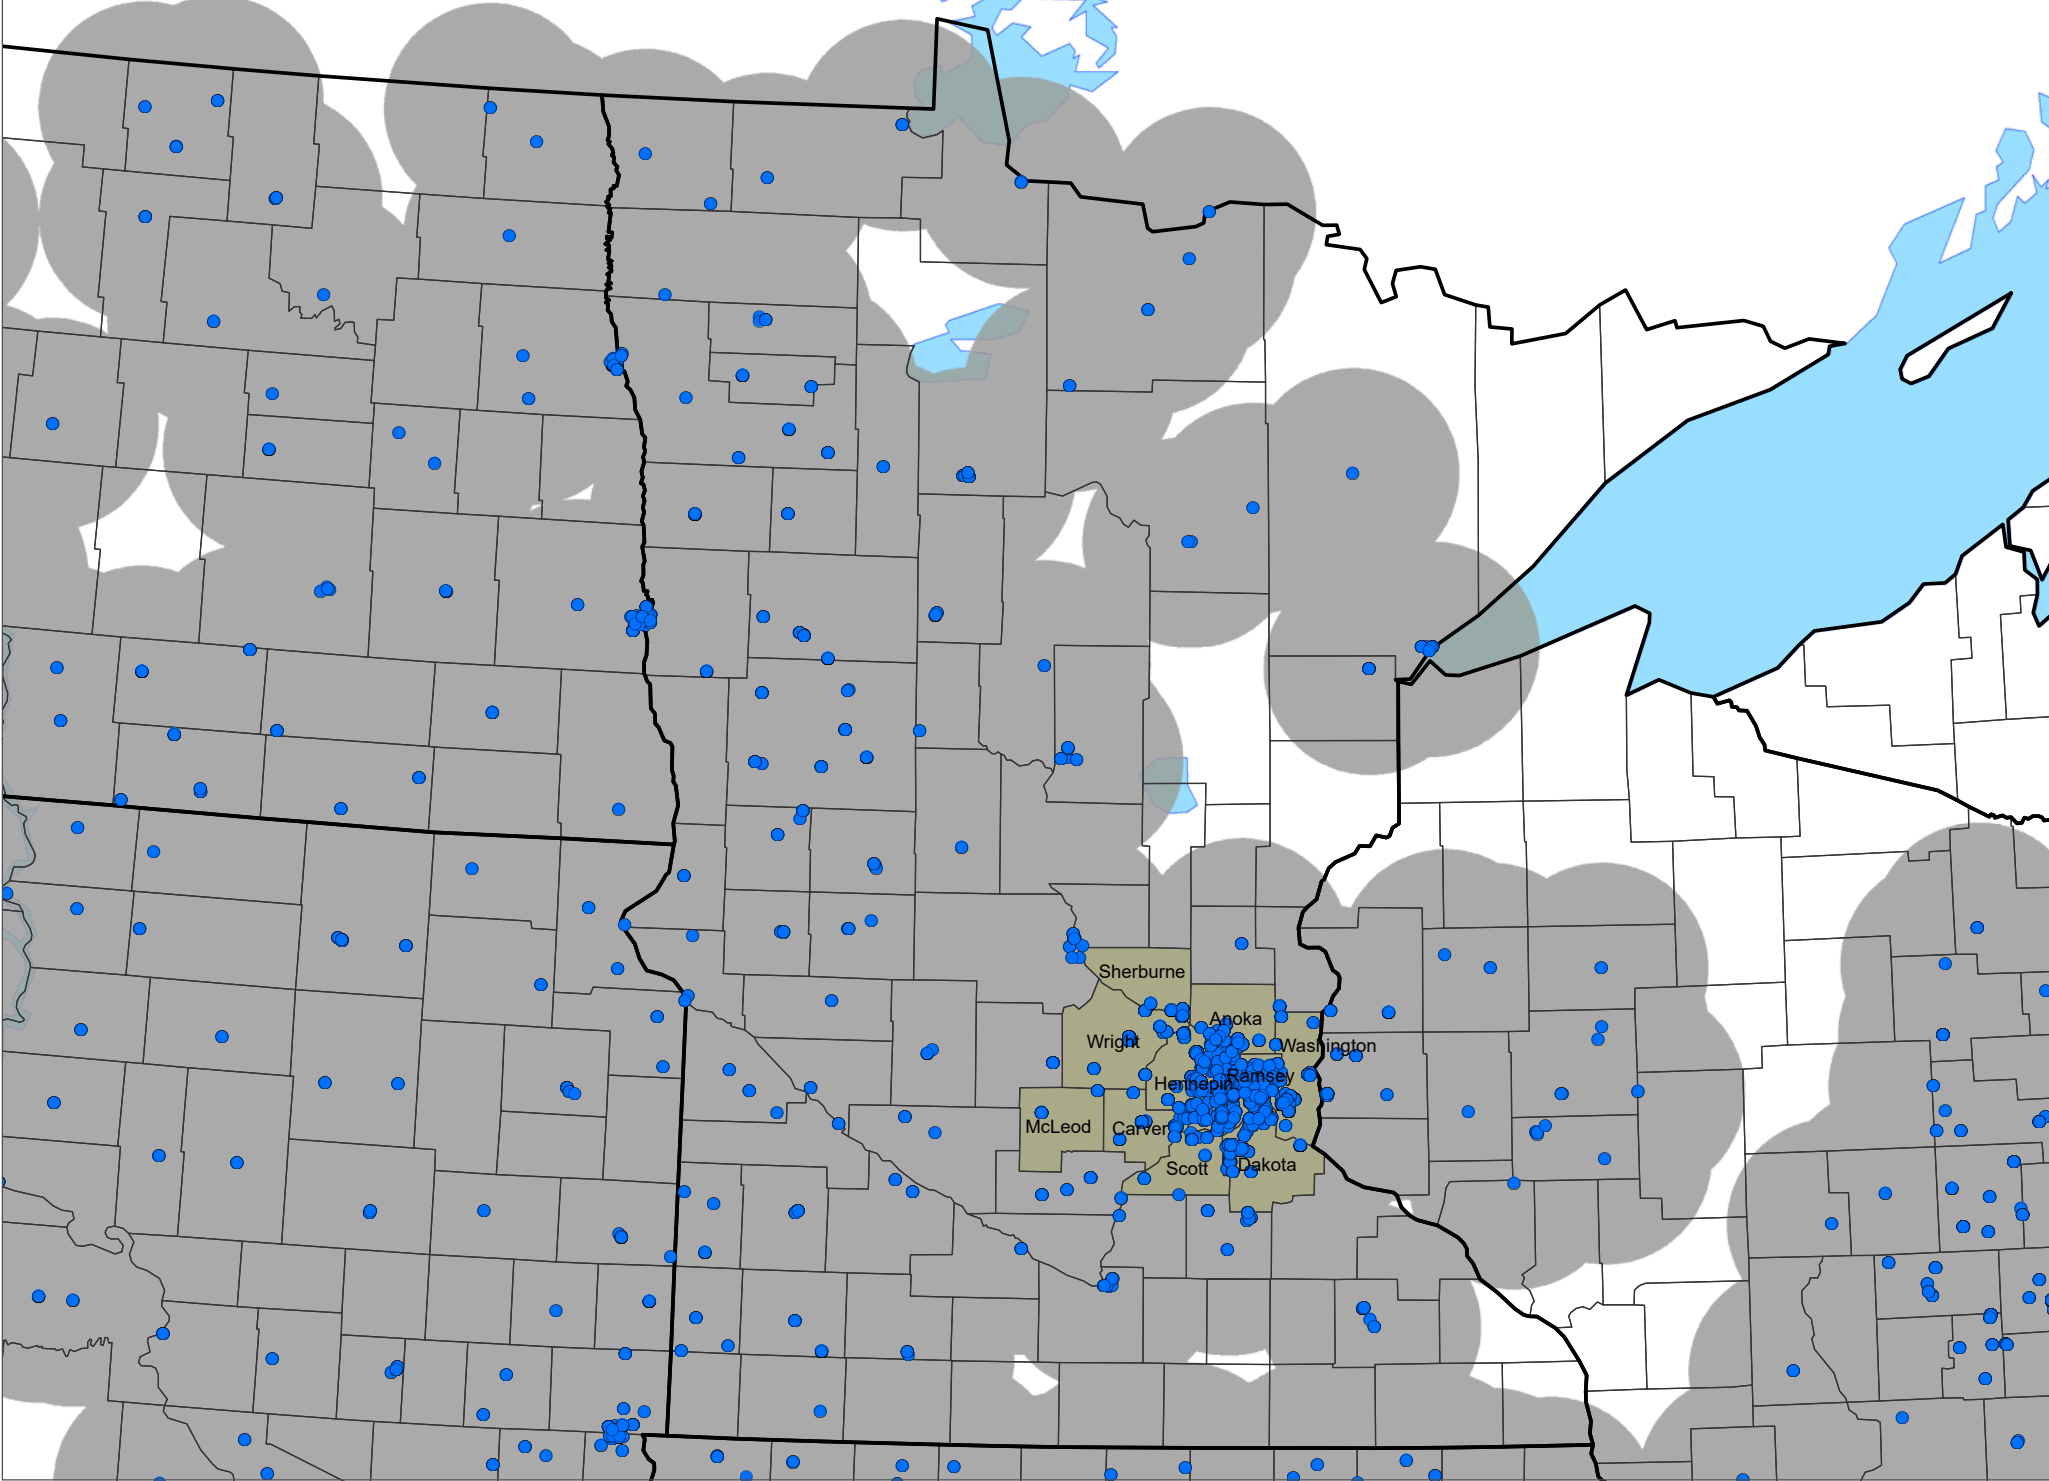 Sherburne
Anoka
Wright
Washington
Ramsey
Hennepin
McLeod
Carver
Scott
Dakota